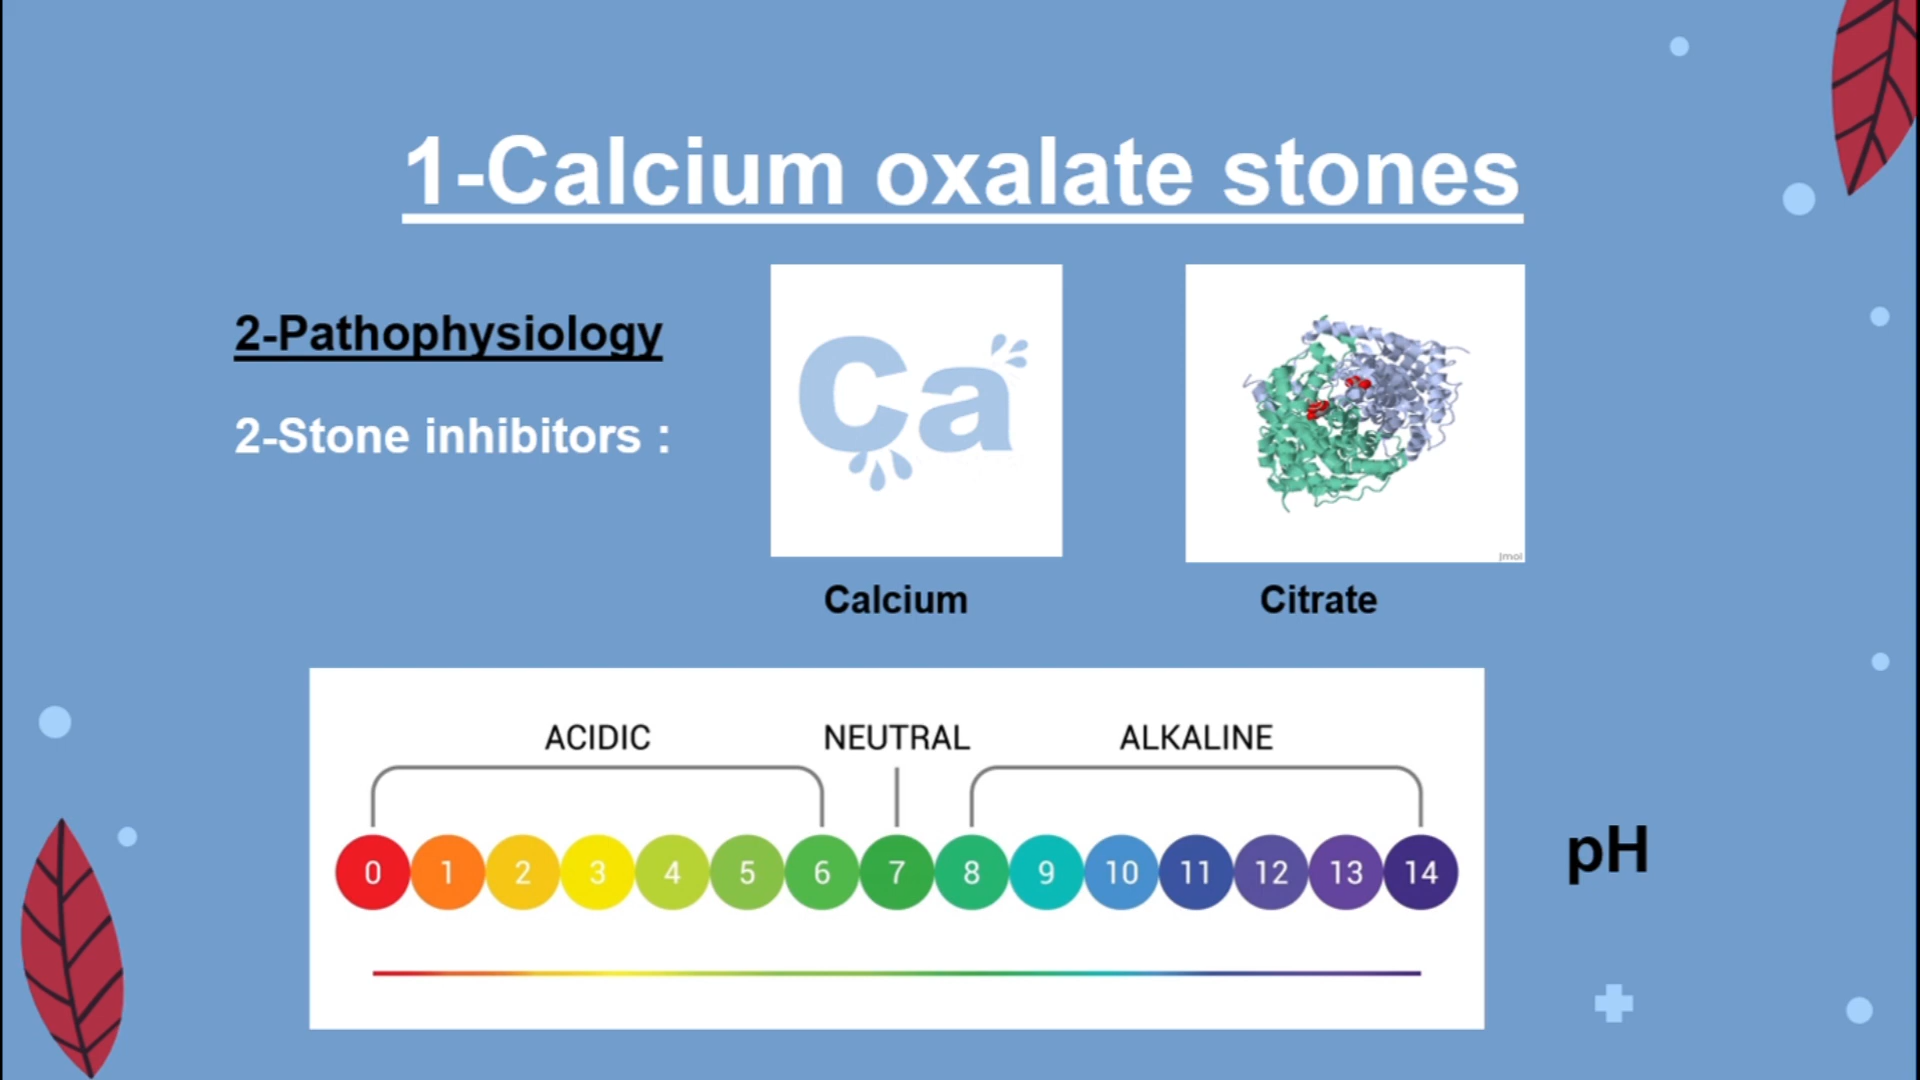 1-Calcium oxalate stones
2-Pathophysiology
2-Stone inhibitors :
Ca
Jmol
Calcium
Citrate
ACIDIC NEUTRAL ALKALINE
0 1 2 3 4 5 6 7 8 9 10 11 12 13 14
pH